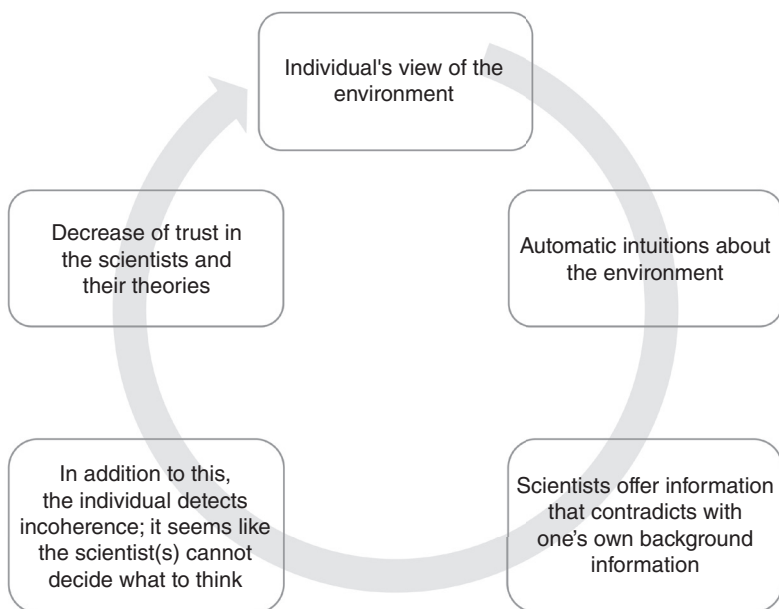 Individual's view of the
environment
Automatic intuitions about
the environment
Scientists offer information
that contradicts with
one’s own background
information
In addition to this,
the individual detects
incoherence; it seems like
the scientist(s) cannot
decide what to think
Decrease of trust in
the scientists and
their theories